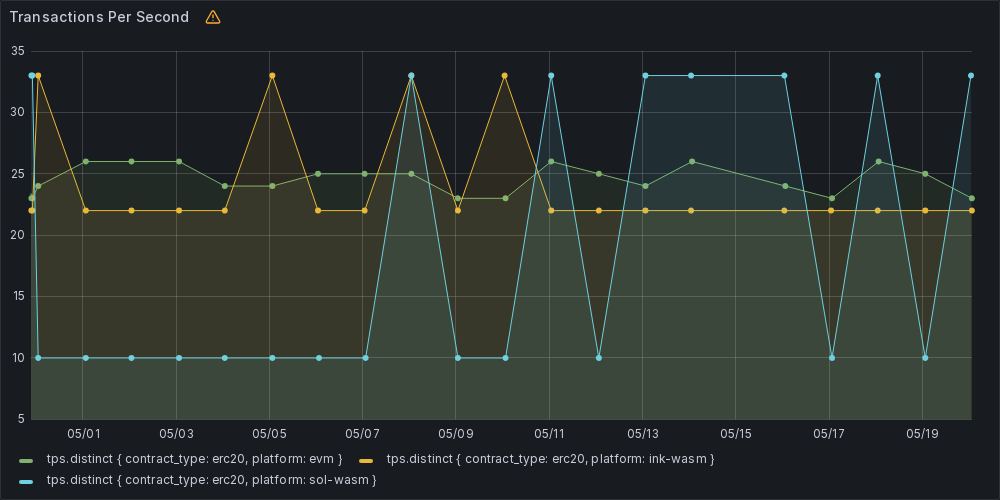 Transactions Per Second
35
30
25
20
15
10
5
05/01 05/03 05/05 05/07 05/09 05/11 05/13 05/15 05/17 05/19
tps.distinct { contract_type: erc20, platform: evm } tps.distinct { contract_type: erc20, platform: ink-wasm }
tps.distinct { contract_type: erc20, platform: sol-wasm }